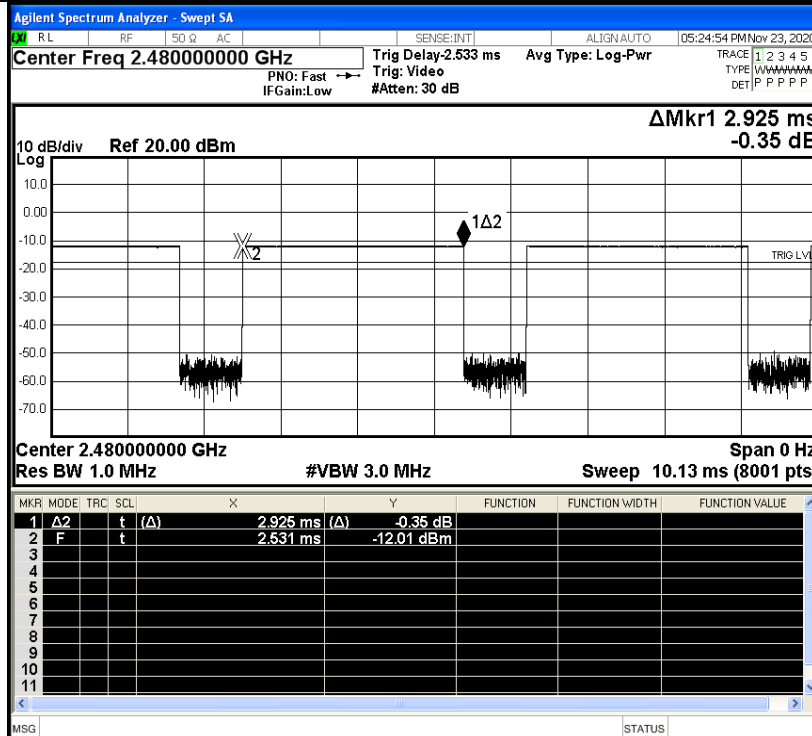 Agilent Spectrum Analyzer - Swept SA
LXI RL RF 50 Ω AC SENSE:INT ALIGN AUTO 05:24:54 PM Nov 23, 2020
Center Freq 2.480000000 GHz Trig Delay-2.533 ms Avg Type: Log-Pwr TRACE 1 2 3 4 5
PNO: Fast Trig: Video TYPE WWWWWW
IFGain:Low #Atten: 30 dB DET P P P P P
ΔMkr1 2.925 ms
10 dB/div Ref 20.00 dBm -0.35 dB
Log
10.0
0.00
1Δ2
-10.0
2
TRIG LVL
-20.0
-30.0
-40.0
-50.0
-60.0
-70.0
Center 2.480000000 GHz Span 0 Hz
Res BW 1.0 MHz #VBW 3.0 MHz Sweep 10.13 ms (8001 pts
MKR MODE TRC SCL X Y FUNCTION FUNCTION WIDTH FUNCTION VALUE
1 Δ2 t (Δ) 2.925 ms (Δ) -0.35 dB
2 F t 2.531 ms -12.01 dBm
3
4
5
6
7
8
9
10
11
MSG STATUS